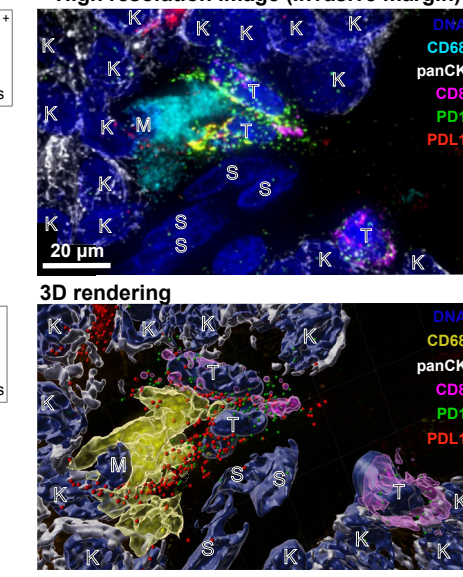 High resolution image (invasive margin)
+
s
K K K K K
K
K
K
K M
K
K K
T
T
S
S
S
S
T
K K
DNA
CD68
panCK
CD8
PD1
PDL1
20 µm
3D rendering
s
K K K K
K
K
K
M
T
T
S S
S
K
T
K K
K
DNA
CD68
panCK
CD8
PD1
PDL1